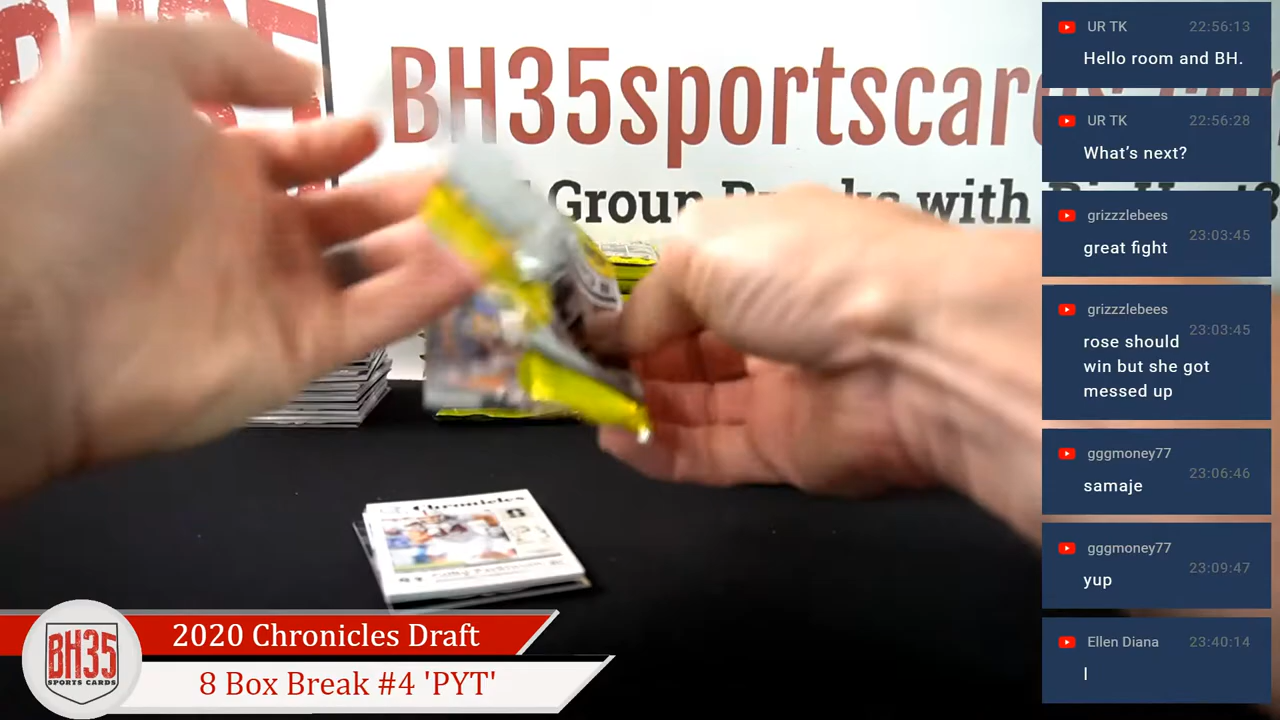 BH35sportscar
Group with
Chronicles
UR TK 22:56:13
Hello room and BH.
UR TK 22:56:28
What's next?
grizzzlebees 23:03:45
great fight
grizzzlebees 23:03:45
rose should
win but she got
messed up
gggmoney77 23:06:46
samaje
gggmoney77 23:09:47
yup
Ellen Diana 23:40:14
I
BH35
SPORTS CARDS
2020 Chronicles Draft
8 Box Break #4 'PYT'